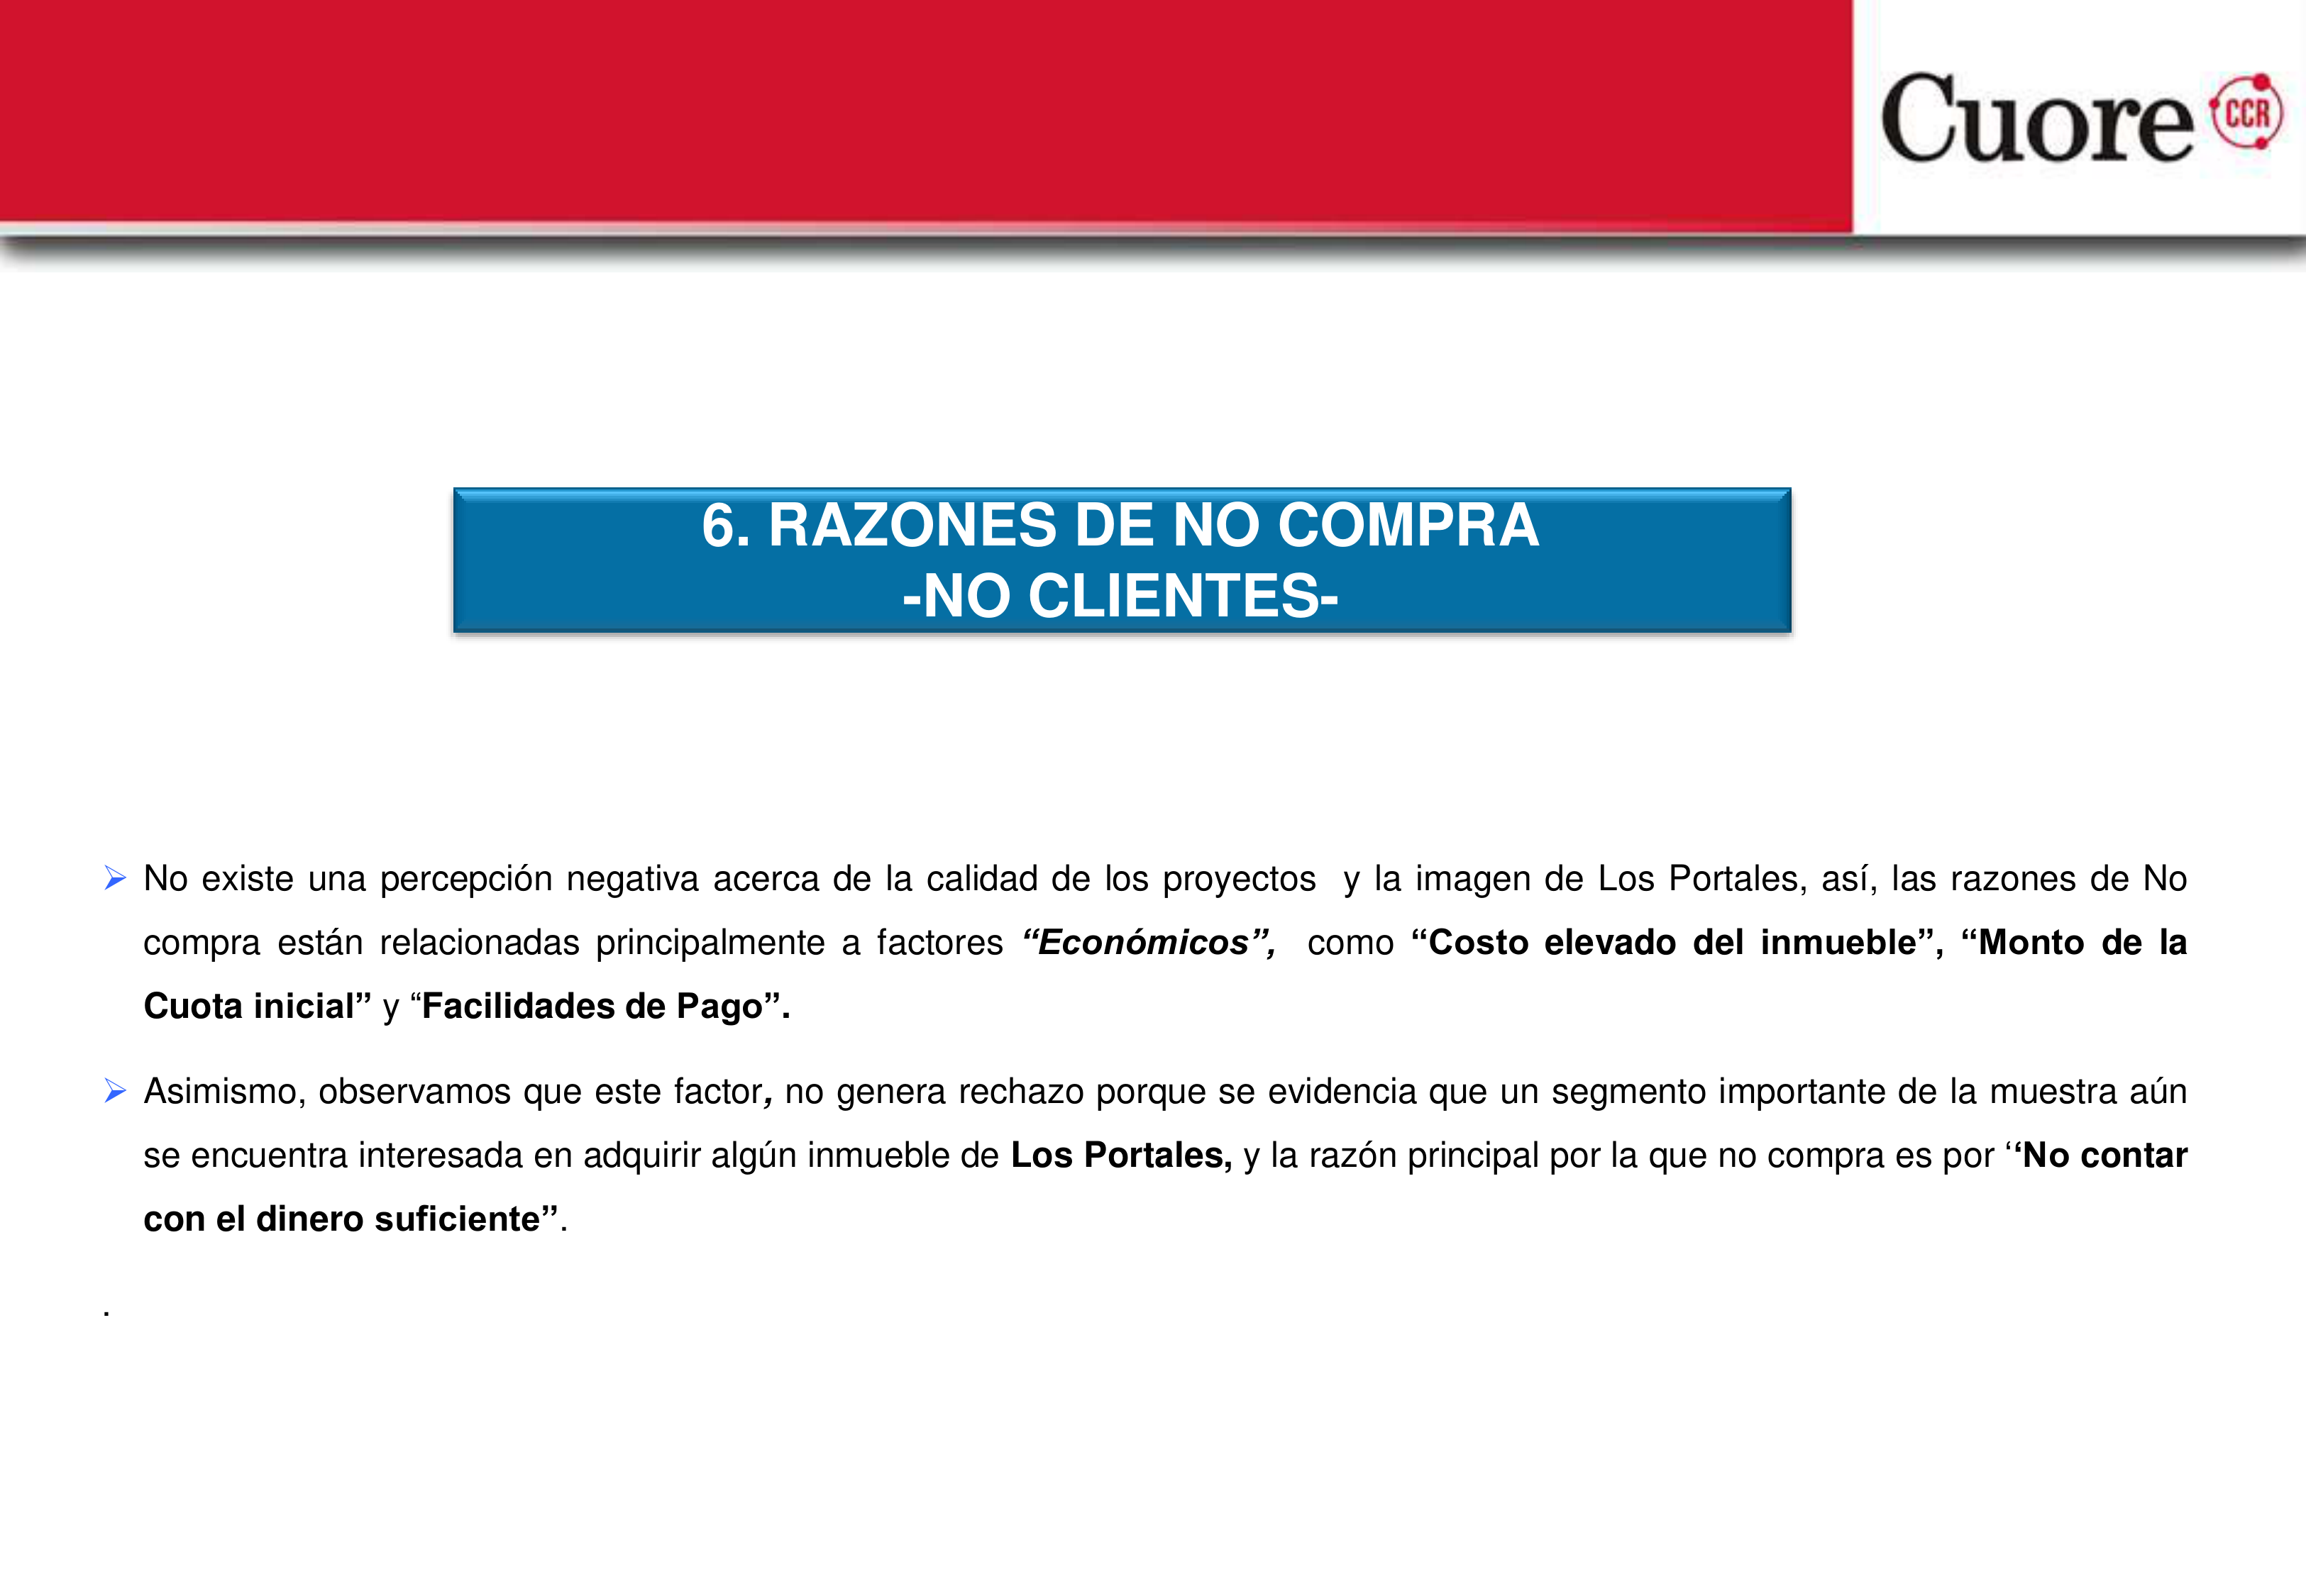 Cuore CCR
6. RAZONES DE NO COMPRA
-NO CLIENTES-
➢ No existe una percepción negativa acerca de la calidad de los proyectos  y la imagen de Los Portales, así, las razones de No
compra están relacionadas principalmente a factores “Económicos”,  como “Costo elevado del inmueble”, “Monto de la
Cuota inicial” y “Facilidades de Pago”.
➢ Asimismo, observamos que este factor, no genera rechazo porque se evidencia que un segmento importante de la muestra aún
se encuentra interesada en adquirir algún inmueble de Los Portales, y la razón principal por la que no compra es por ‘‘No contar
con el dinero suficiente”.
.